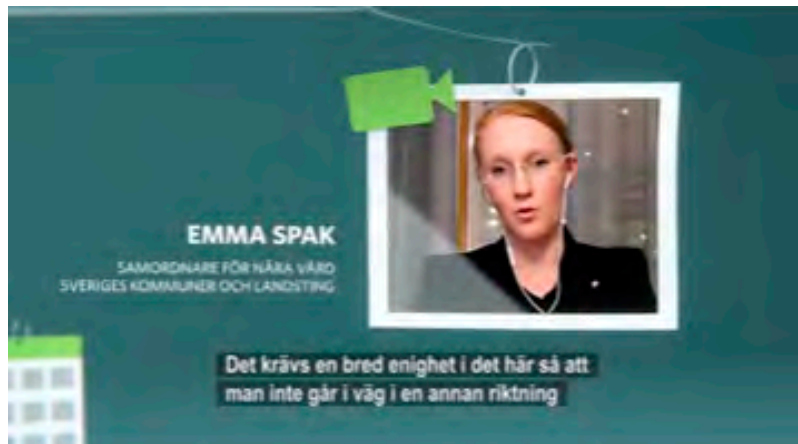 EMMA SPAK
SAMORDNARE FÖR NÄRA VÅRD
SVERIGES KOMMUNER OCH LANDSTING
Det krävs en bred enighet i det här så att
man inte går i väg i en annan riktning